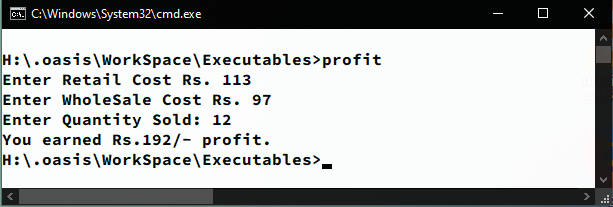 C:\Windows\System32\cmd.exe
H:\.oasis\WorkSpace\Executables>profit
Enter Retail Cost Rs. 113
Enter WholeSale Cost Rs. 97
Enter Quantity Sold: 12
You earned Rs.192/- profit.
H:\.oasis\WorkSpace\Executables>